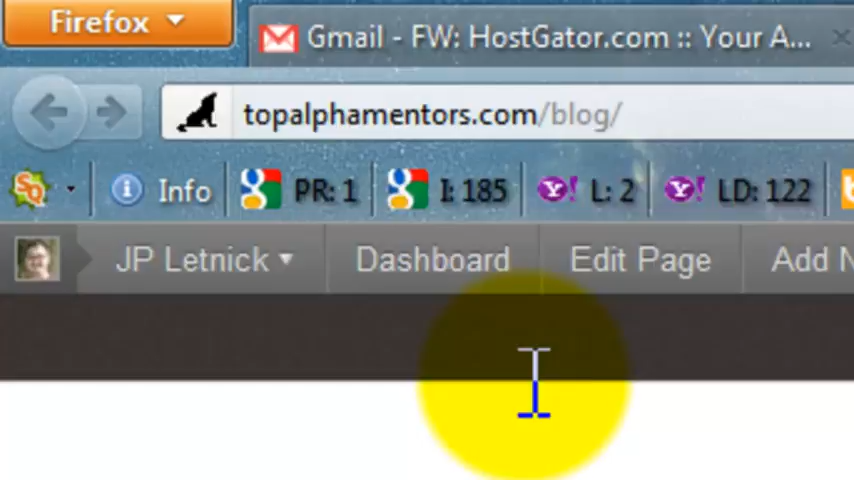 Firefox
Gmail - FW: HostGator.com :: Your A...
topalphamentors.com/blog/
Info PR: 1 I: 185 Y! L: 2 Y! LD: 122
JP Letnick Dashboard Edit Page Add